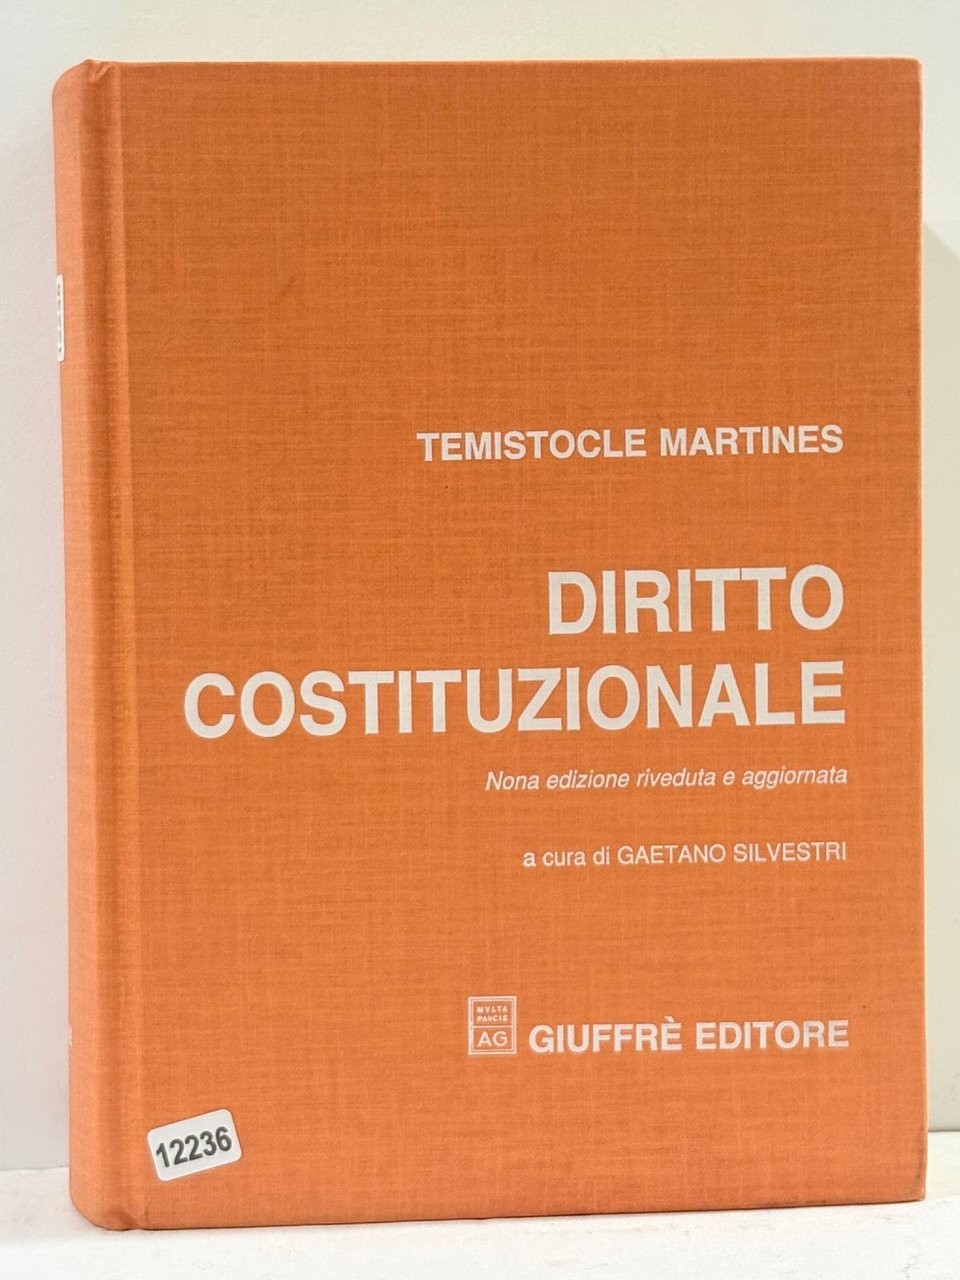 TEMISTOCLE MARTINES
DIRITTO
COSTITUZIONALE
Nona edizione riveduta e aggiornata
a cura di GAETANO SILVESTRI
MVLTA
PAVCIS
AG
GIUFFRÈ EDITORE
12236